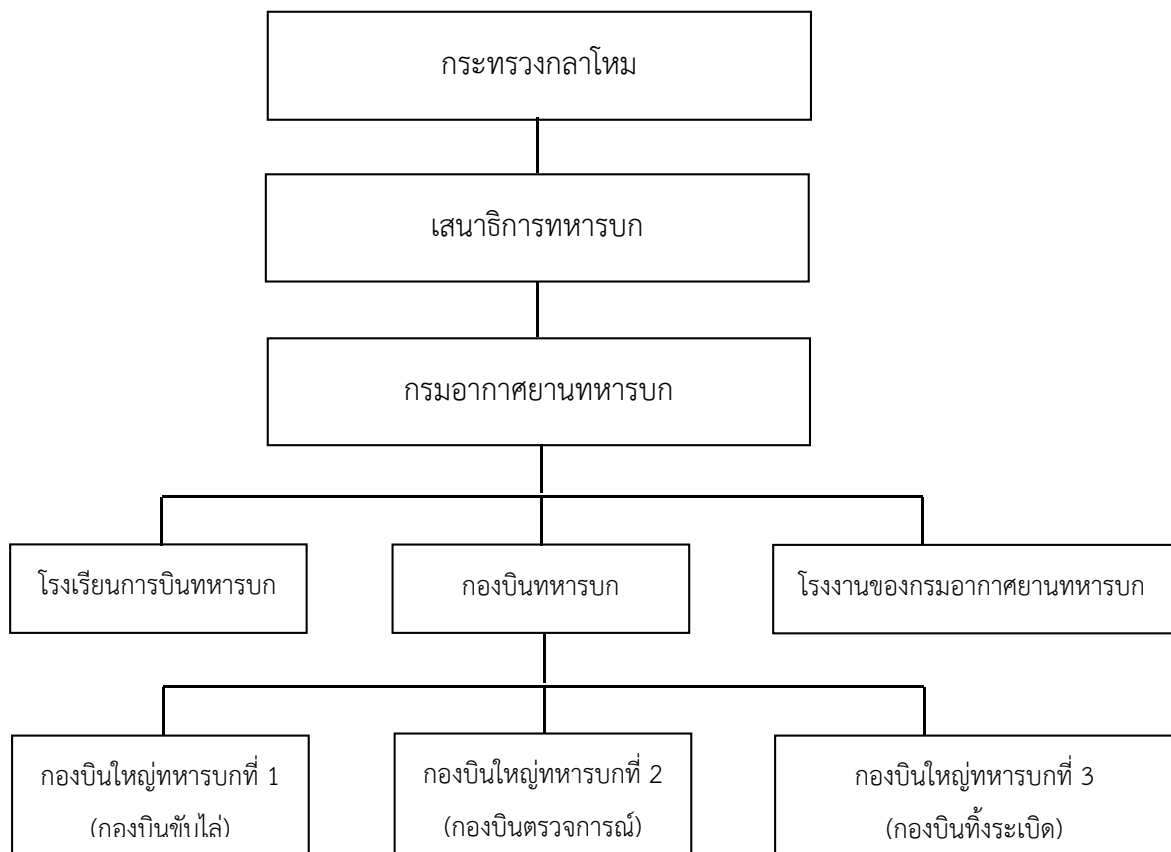 กระทรวงกลาโหม
เสนาธิการทหารบก
กรมอากาศยานทหารบก
โรงเรียนการบินทหารบก
กองบินทหารบก
โรงงานของกรมอากาศยานทหารบก
กองบินใหญ่ทหารบกที่ 1
(กองบินขับไล่)
กองบินใหญ่ทหารบกที่ 2
(กองบินตรวจการณ์)
กองบินใหญ่ทหารบกที่ 3
(กองบินทิ้งระเบิด)